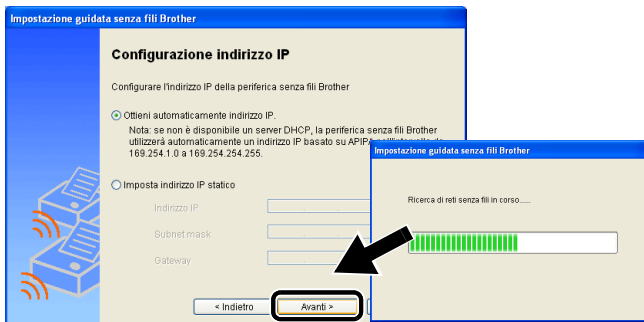 Impostazione guidata senza fili Brother
Configurazione indirizzo IP
Configurare l'indirizzo IP della periferica senza fili Brother
Ottieni automaticamente indirizzo IP.
Nota: se non è disponibile un server DHCP, la periferica senza fili Brother
utilizzerà automaticamente un indirizzo IP basato su APIPA
169.254.1.0 a 169.254.254.255.
Imposta indirizzo IP statico
Indirizzo IP
Subnet mask
Gateway
< Indietro
Avanti >
Impostazione guidata senza fili Brother
Ricerca di reti senza fili in corso......